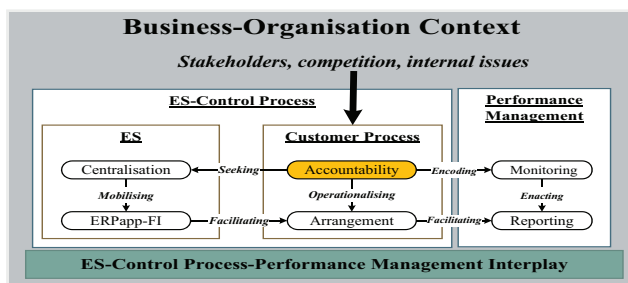 Business-Organisation Context
Stakeholders, competition, internal issues
ES-Control Process
Performance
Management
ES
Customer Process
Centralisation
Seeking
Accountability
Encoding
Monitoring
Mobilising
Operationalising
Enacting
ERPapp-FI
Facilitating
Arrangement
Facilitating
Reporting
ES-Control Process-Performance Management Interplay